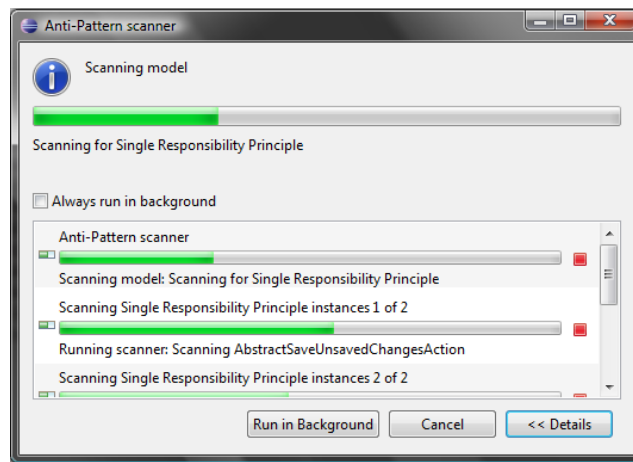 Anti-Pattern scanner
Scanning model
Scanning for Single Responsibility Principle
Always run in background
Anti-Pattern scanner
Scanning model: Scanning for Single Responsibility Principle
Scanning Single Responsibility Principle instances 1 of 2
Running scanner: Scanning AbstractSaveUnsavedChangesAction
Scanning Single Responsibility Principle instances 2 of 2
Run in Background Cancel << Details